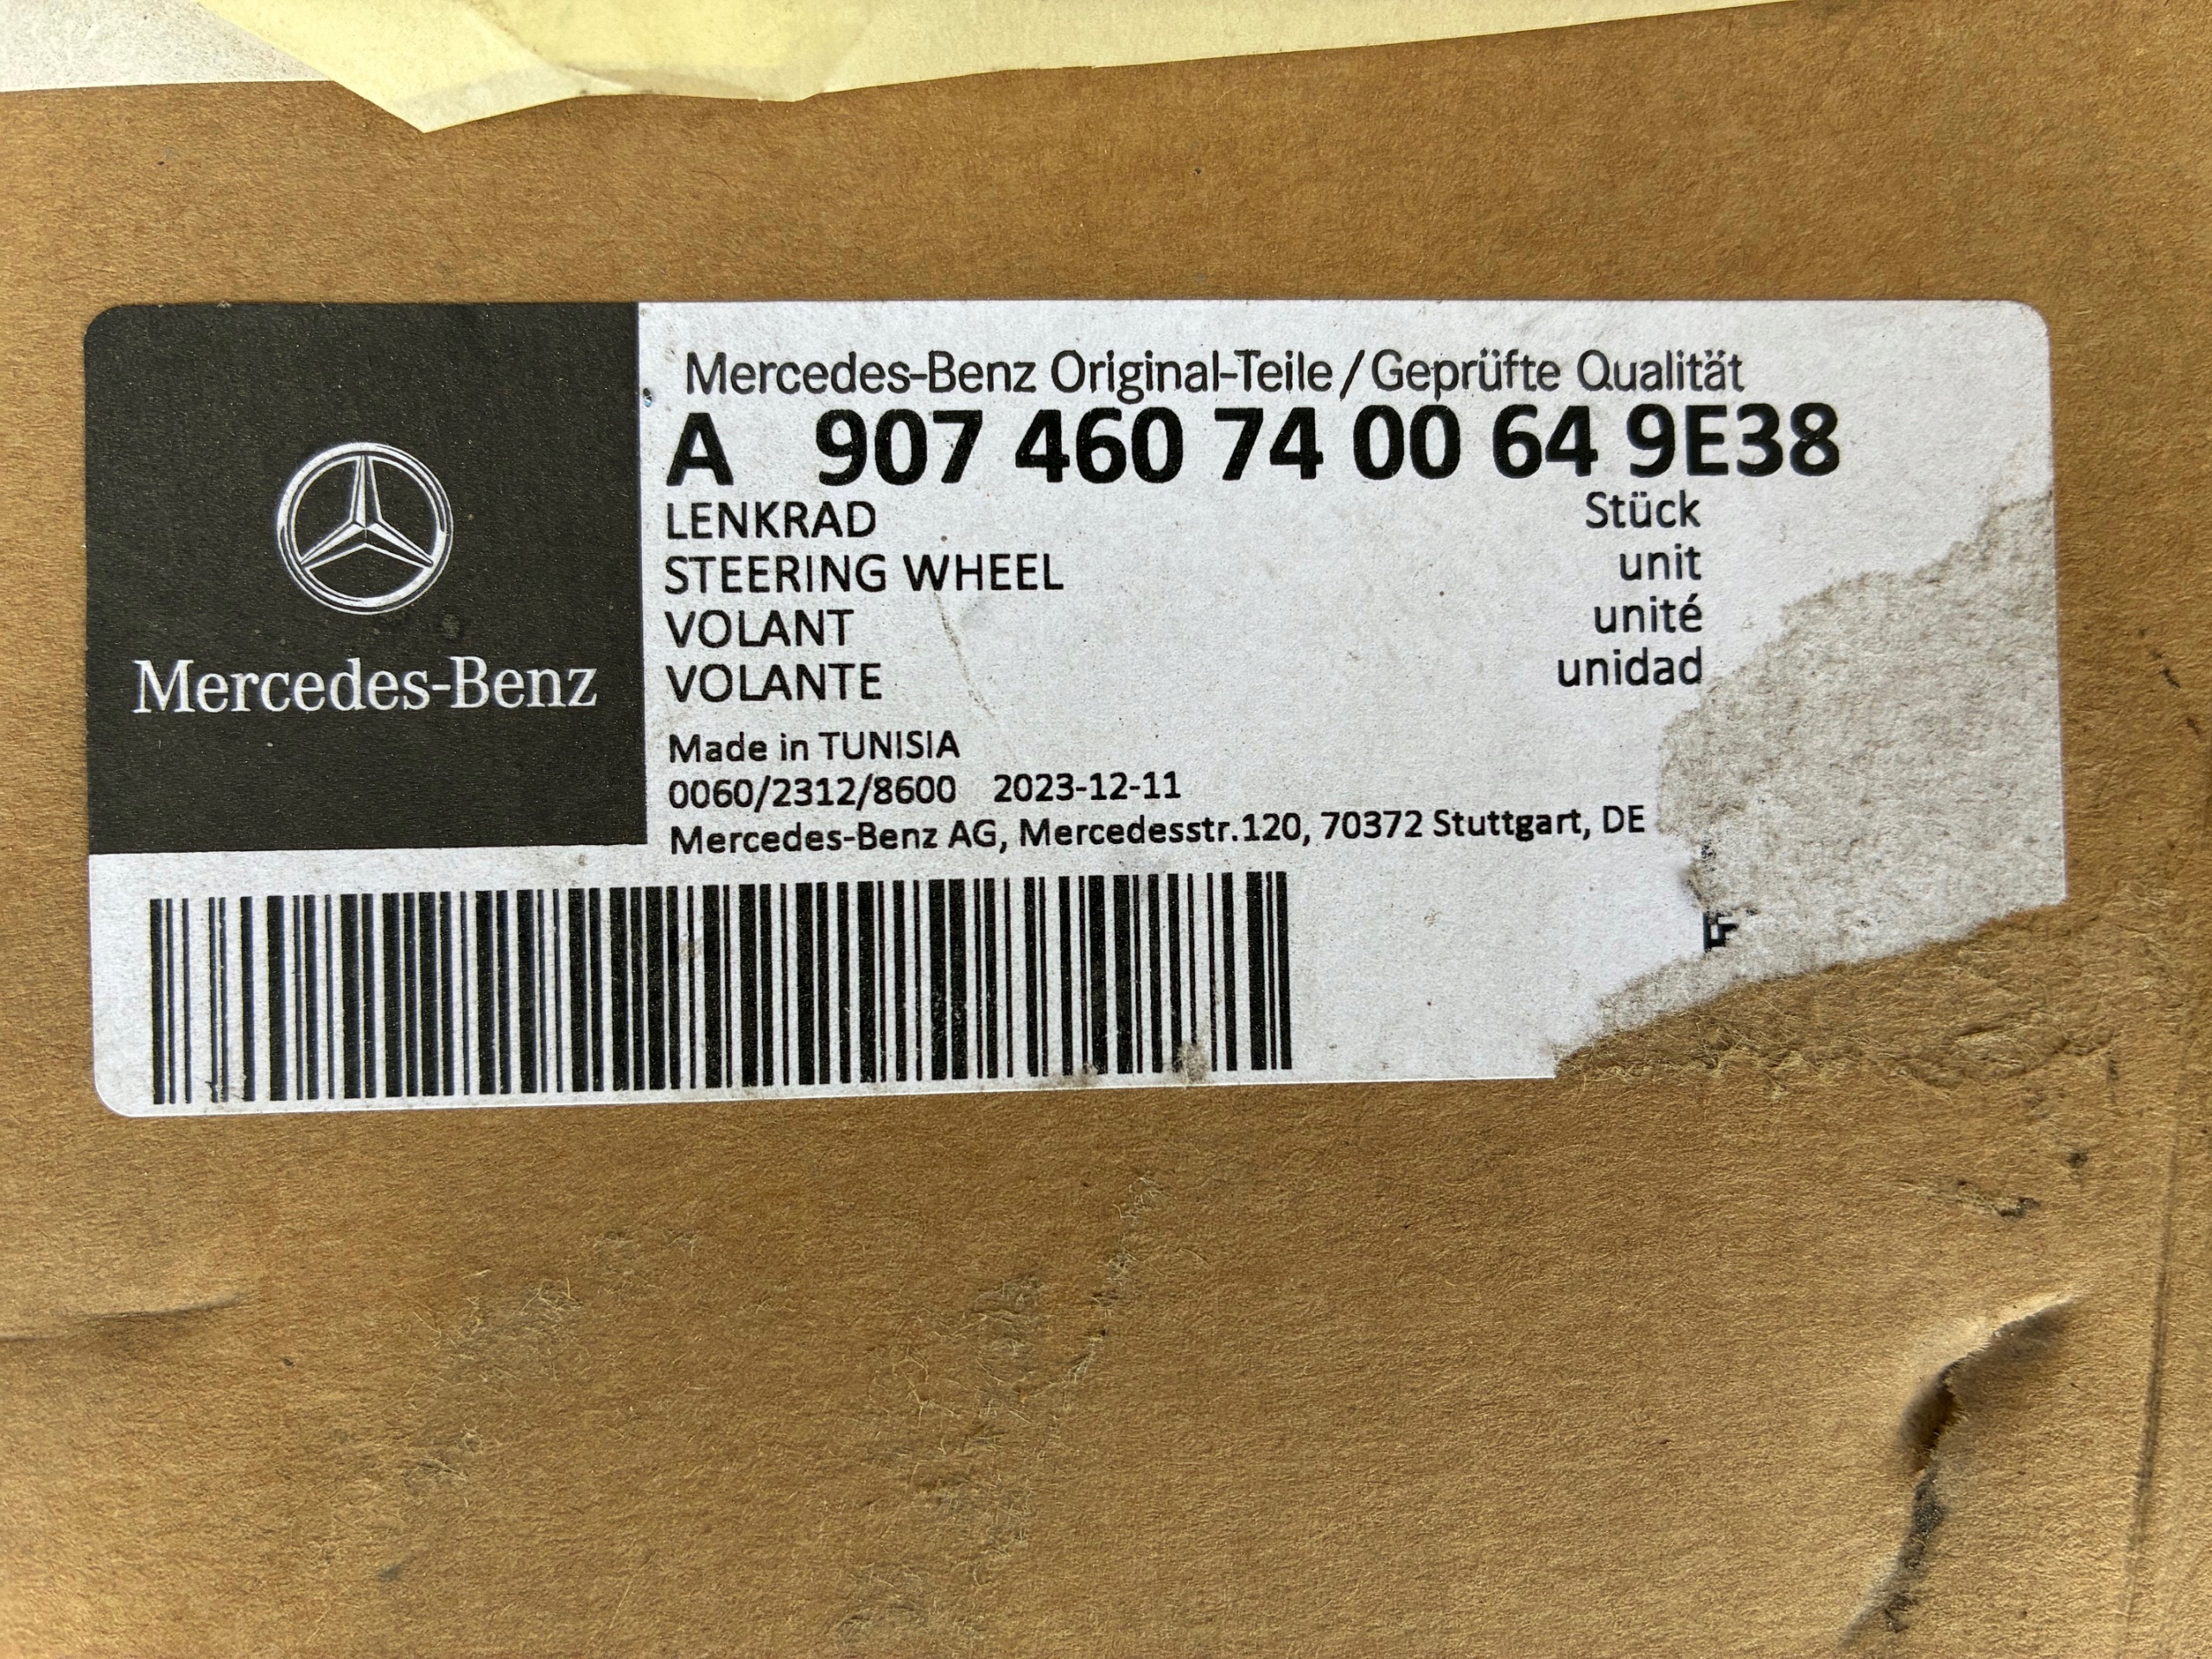 Mercedes-Benz
Mercedes-Benz Original-Teile / Geprüfte Qualität
A 907 460 74 00 64 9E38
LENKRAD Stück
STEERING WHEEL unit
VOLANT unité
VOLANTE unidad
Made in TUNISIA
0060/2312/8600 2023-12-11
Mercedes-Benz AG, Mercedesstr.120, 70372 Stuttgart, DE